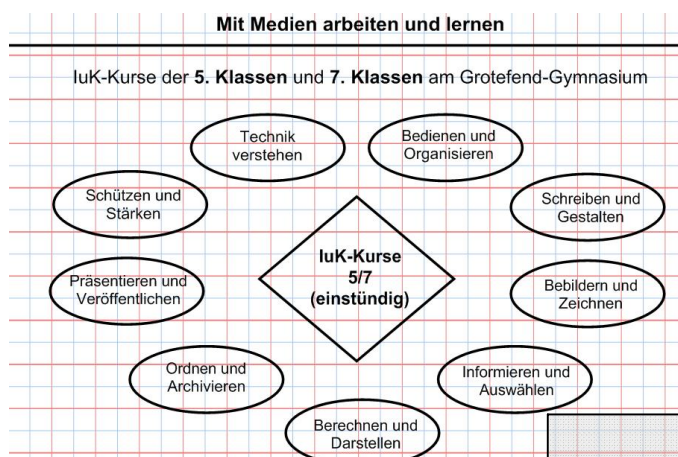 Mit Medien arbeiten und lernen
IuK-Kurse der 5. Klassen und 7. Klassen am Grotefend-Gymnasium
Technik
verstehen
Bedienen und
Organisieren
Schützen und
Stärken
Schreiben und
Gestalten
IuK-Kurse
5/7
(einstündig)
Präsentieren und
Veröffentlichen
Bebildern und
Zeichnen
Ordnen und
Archivieren
Informieren und
Auswählen
Berechnen und
Darstellen